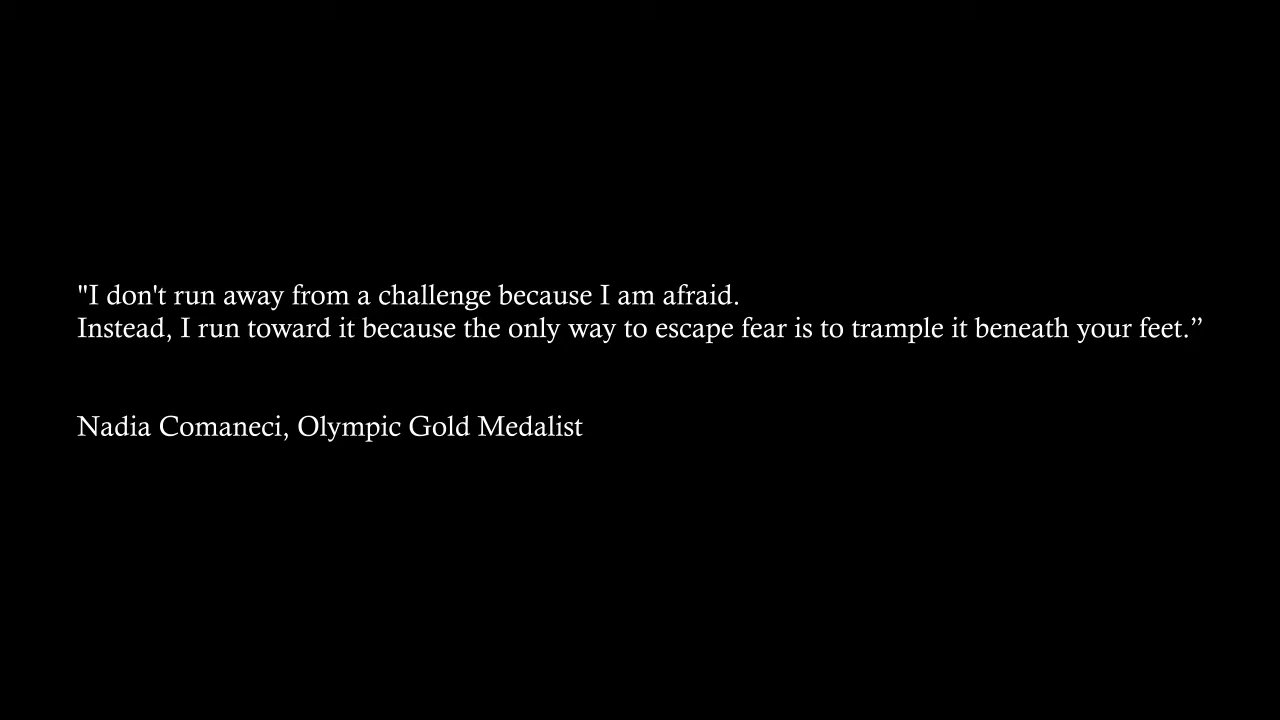 "I don't run away from a challenge because I am afraid.
Instead, I run toward it because the only way to escape fear is to trample it beneath your feet.”
Nadia Comaneci, Olympic Gold Medalist